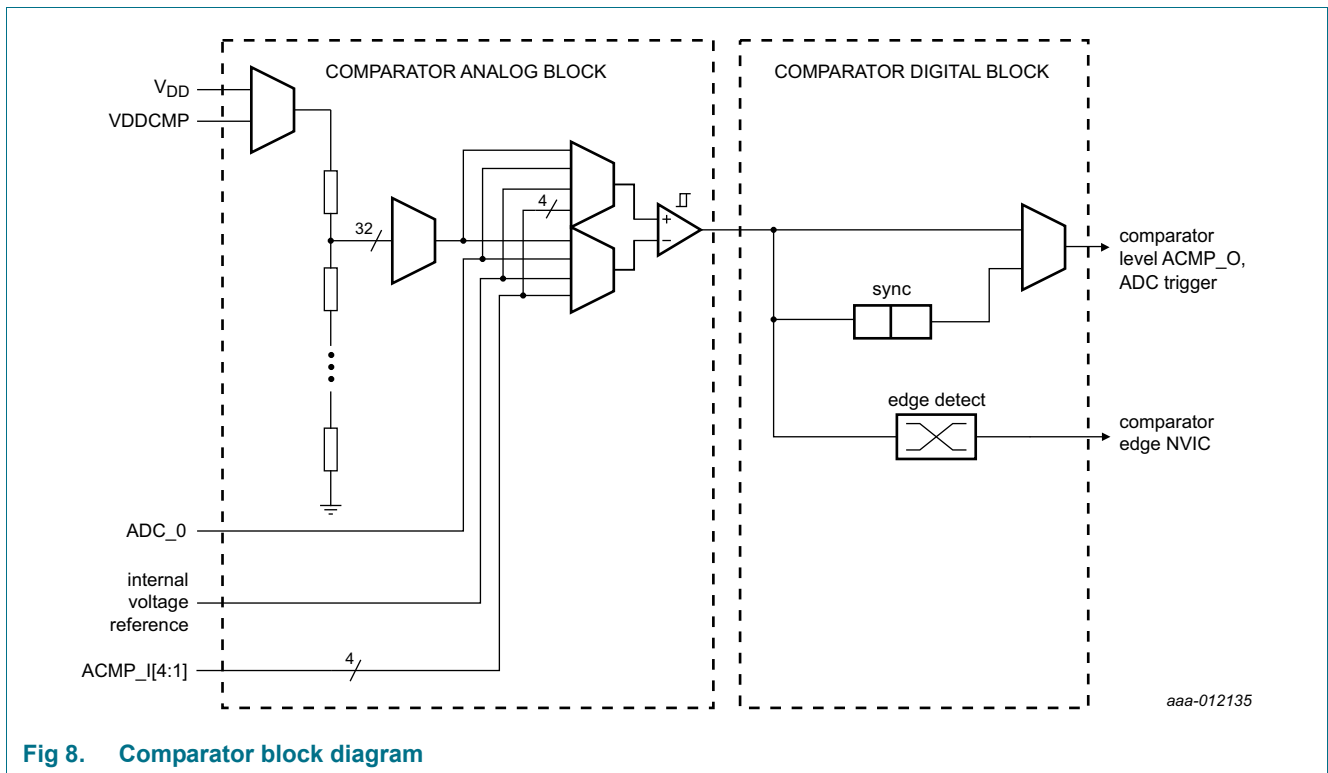 COMPARATOR ANALOG BLOCK
COMPARATOR DIGITAL BLOCK
VDD
VDDCMP
32
4
+
−
sync
edge detect
comparator
level ACMP_O,
ADC trigger
comparator
edge NVIC
ADC_0
internal
voltage
reference
ACMP_I[4:1]
4
aaa-012135
Fig 8. Comparator block diagram